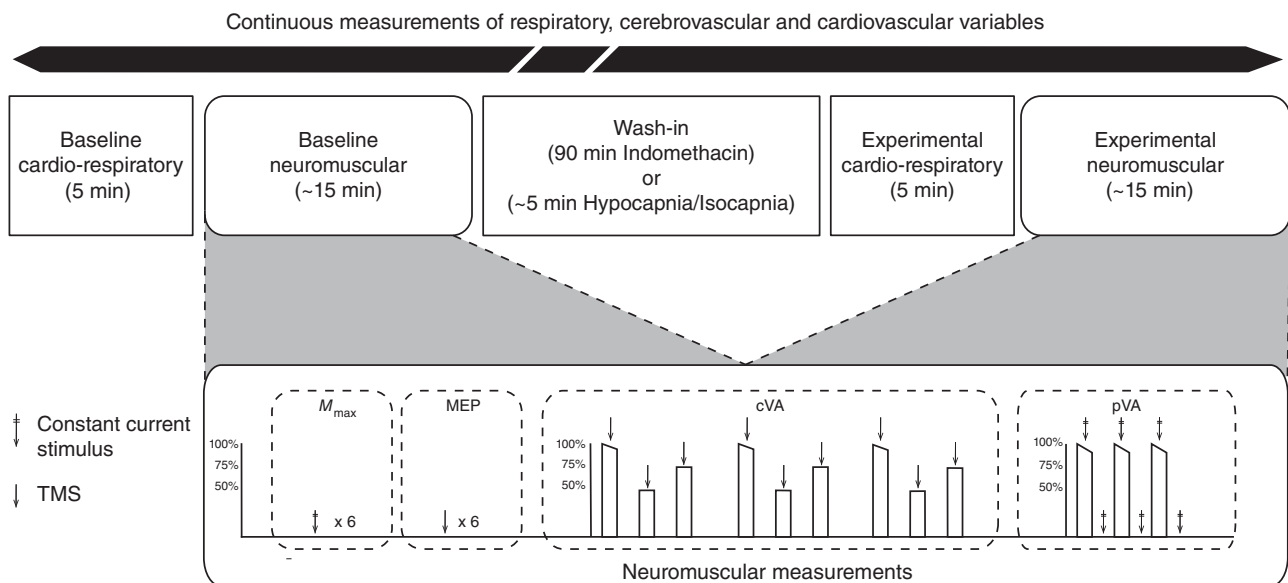 Continuous measurements of respiratory, cerebrovascular and cardiovascular variables
Baseline
cardio-respiratory
(5 min)
Baseline
neuromuscular
(~15 min)
Wash-in
(90 min Indomethacin)
or
(~5 min Hypocapnia/Isocapnia)
Experimental
cardio-respiratory
(5 min)
Experimental
neuromuscular
(~15 min)
Constant current
stimulus
TMS
Mmax
100%
75%
50%
x 6
MEP
x 6
cVA
100%
75%
50%
pVA
100%
75%
50%
Neuromuscular measurements